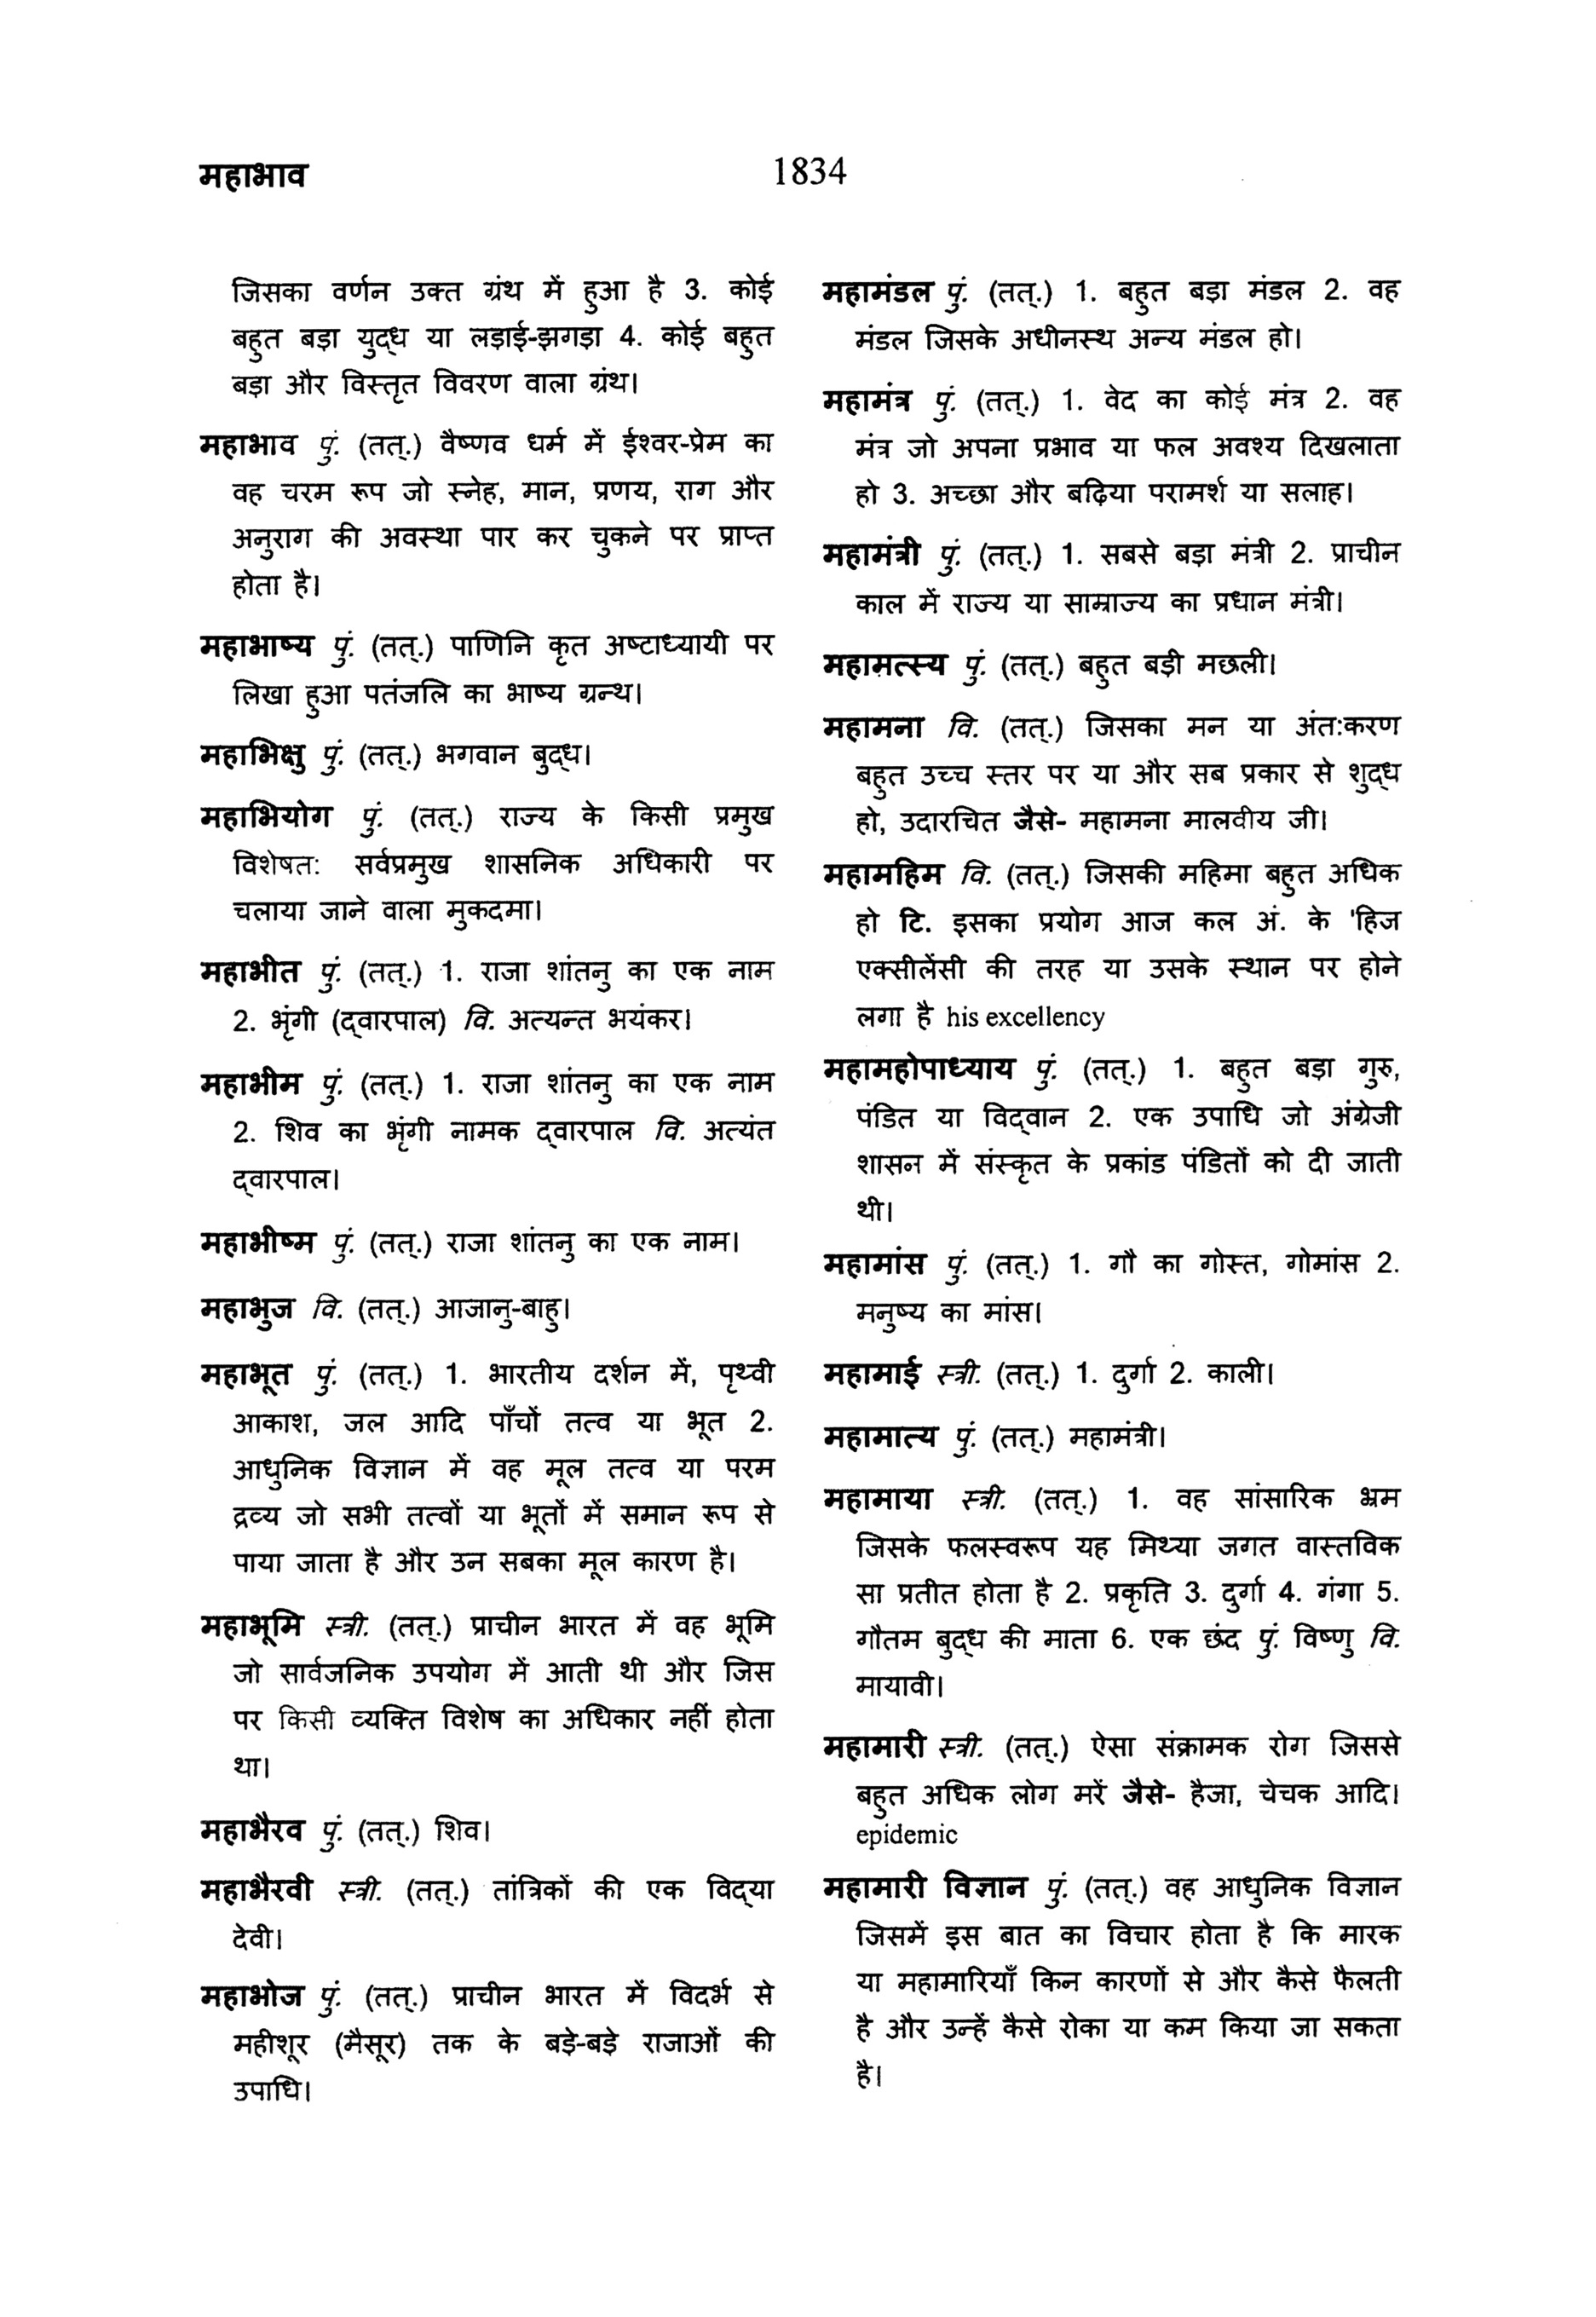 महाभाव
1834
जिसका वर्णन उक्त ग्रंथ में हुआ है 3. कोई
बहुत बड़ा युद्ध या लड़ाई-झगड़ा 4. कोई बहुत
बड़ा और विस्तृत विवरण वाला ग्रंथ।
महाभाव पुं. (तत्.) वैष्णव धर्म में ईश्वर-प्रेम का
वह चरम रूप जो स्नेह, मान, प्रणय, राग और
अनुराग की अवस्था पार कर चुकने पर प्राप्त
होता है।
महाभाष्य पुं. (तत्.) पाणिनि कृत अष्टाध्यायी पर
लिखा हुआ पतंजलि का भाष्य ग्रन्थ।
महाभिक्षु पुं. (तत्.) भगवान बुद्ध।
महाभियोग पुं. (तत्.) राज्य के किसी प्रमुख
विशेषतः सर्वप्रमुख शासनिक अधिकारी पर
चलाया जाने वाला मुकदमा।
महाभीत पुं. (तत्.) 1. राजा शांतनु का एक नाम
2. भृंगी (द्वारपाल) वि. अत्यन्त भयंकर।
महाभीम पुं. (तत्.) 1. राजा शांतनु का एक नाम
2. शिव का भृंगी नामक द्वारपाल वि. अत्यंत
द्वारपाल।
महाभीष्म पुं. (तत्.) राजा शांतनु का एक नाम।
महाभुज वि. (तत्.) आजानु-बाहु।
महाभूत पुं. (तत्.) 1. भारतीय दर्शन में, पृथ्वी
आकाश, जल आदि पाँचों तत्व या भूत 2.
आधुनिक विज्ञान में वह मूल तत्व या परम
द्रव्य जो सभी तत्वों या भूतों में समान रूप से
पाया जाता है और उन सबका मूल कारण है।
महाभूमि स्त्री. (तत्.) प्राचीन भारत में वह भूमि
जो सार्वजनिक उपयोग में आती थी और जिस
पर किसी व्यक्ति विशेष का अधिकार नहीं होता
था।
महाभैरव पुं. (तत्.) शिव।
महाभैरवी स्त्री. (तत्.) तांत्रिकों की एक विद्या
देवी।
महाभोज पुं. (तत्.) प्राचीन भारत में विदर्भ से
महीशूर (मैसूर) तक के बड़े-बड़े राजाओं की
उपाधि।
महामंडल पुं. (तत्.) 1. बहुत बड़ा मंडल 2. वह
मंडल जिसके अधीनस्थ अन्य मंडल हो।
महामंत्र पुं. (तत्.) 1. वेद का कोई मंत्र 2. वह
मंत्र जो अपना प्रभाव या फल अवश्य दिखलाता
हो 3. अच्छा और बढ़िया परामर्श या सलाह।
महामंत्री पुं. (तत्.) 1. सबसे बड़ा मंत्री 2. प्राचीन
काल में राज्य या साम्राज्य का प्रधान मंत्री।
महामत्स्य पुं. (तत्.) बहुत बड़ी मछली।
महामना वि. (तत्.) जिसका मन या अंतःकरण
बहुत उच्च स्तर पर या और सब प्रकार से शुद्ध
हो, उदारचित जैसे- महामना मालवीय जी।
महामहिम वि. (तत्.) जिसकी महिमा बहुत अधिक
हो टि. इसका प्रयोग आज कल अं. के 'हिज
एक्सीलेंसी की तरह या उसके स्थान पर होने
लगा है his excellency
महामहोपाध्याय पुं. (तत्.) 1. बहुत बड़ा गुरु,
पंडित या विद्वान 2. एक उपाधि जो अंग्रेजी
शासन में संस्कृत के प्रकांड पंडितों को दी जाती
थी।
महामांस पुं. (तत्.) 1. गौ का गोस्त, गोमांस 2.
मनुष्य का मांस।
महामाई स्त्री. (तत्.) 1. दुर्गा 2. काली।
महामात्य पुं. (तत्.) महामंत्री।
महामाया स्त्री. (तत्.) 1. वह सांसारिक भ्रम
जिसके फलस्वरूप यह मिथ्या जगत वास्तविक
सा प्रतीत होता है 2. प्रकृति 3. दुर्गा 4. गंगा 5.
गौतम बुद्ध की माता 6. एक छंद पुं. विष्णु वि.
मायावी।
महामारी स्त्री. (तत्.) ऐसा संक्रामक रोग जिससे
बहुत अधिक लोग मरें जैसे- हैजा, चेचक आदि।
epidemic
महामारी विज्ञान पुं. (तत्.) वह आधुनिक विज्ञान
जिसमें इस बात का विचार होता है कि मारक
या महामारियाँ किन कारणों से और कैसे फैलती
है और उन्हें कैसे रोका या कम किया जा सकता
है।